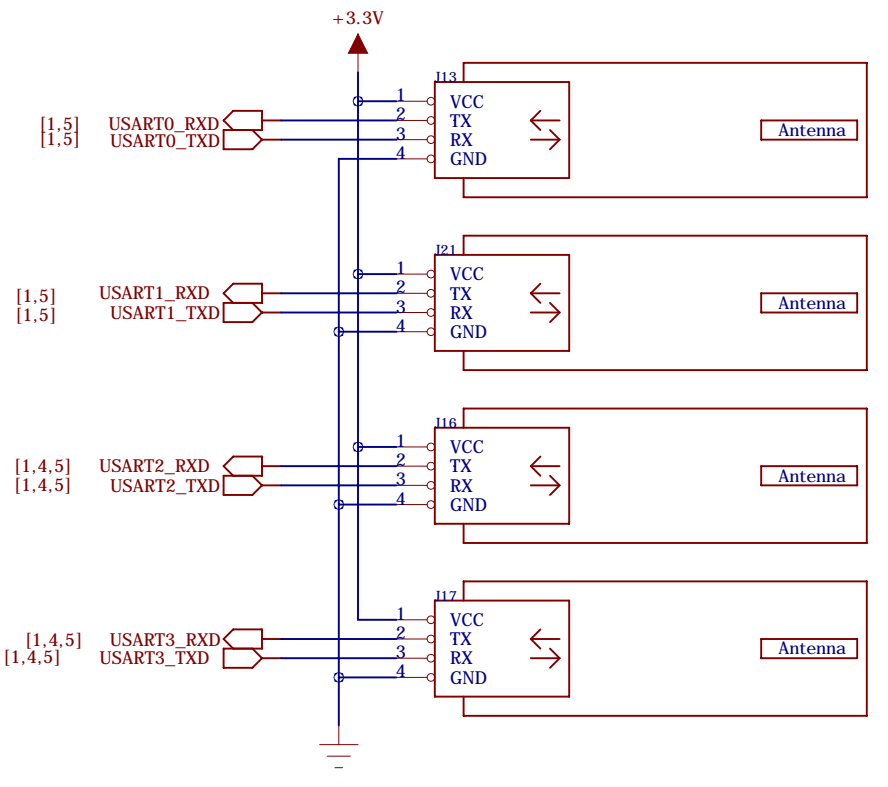 +3.3V
J13
1 VCC
[1,5] USART0_RXD 2 TX
[1,5] USART0_TXD 3 RX Antenna
4 GND
J21
1 VCC
[1,5] USART1_RXD 2 TX
[1,5] USART1_TXD 3 RX Antenna
4 GND
J16
1 VCC
[1,4,5] USART2_RXD 2 TX
[1,4,5] USART2_TXD 3 RX Antenna
4 GND
J17
1 VCC
[1,4,5] USART3_RXD 2 TX
[1,4,5] USART3_TXD 3 RX Antenna
4 GND